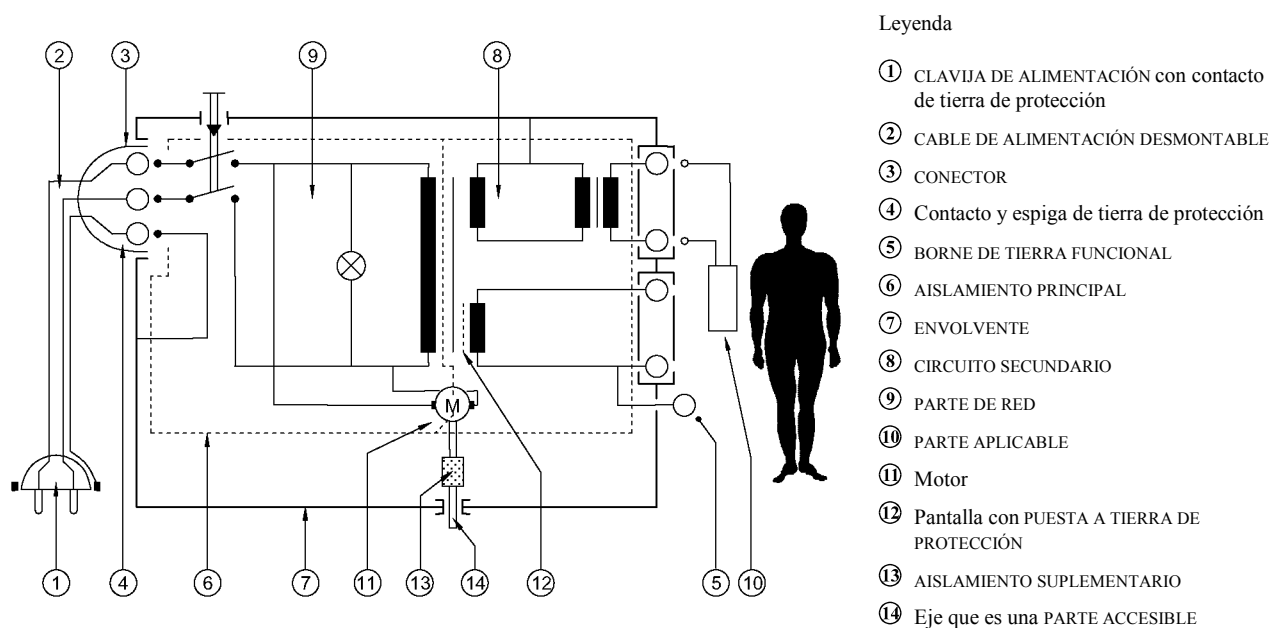 2 3 9 8
M
1 4 6 7 11 13 14 12 5 10
Leyenda
1 CLAVIJA DE ALIMENTACIÓN con contacto
de tierra de protección
2 CABLE DE ALIMENTACIÓN DESMONTABLE
3 CONECTOR
4 Contacto y espiga de tierra de protección
5 BORNE DE TIERRA FUNCIONAL
6 AISLAMIENTO PRINCIPAL
7 ENVOLVENTE
8 CIRCUITO SECUNDARIO
9 PARTE DE RED
10 PARTE APLICABLE
11 Motor
12 Pantalla con PUESTA A TIERRA DE
PROTECCIÓN
13 AISLAMIENTO SUPLEMENTARIO
14 Eje que es una PARTE ACCESIBLE